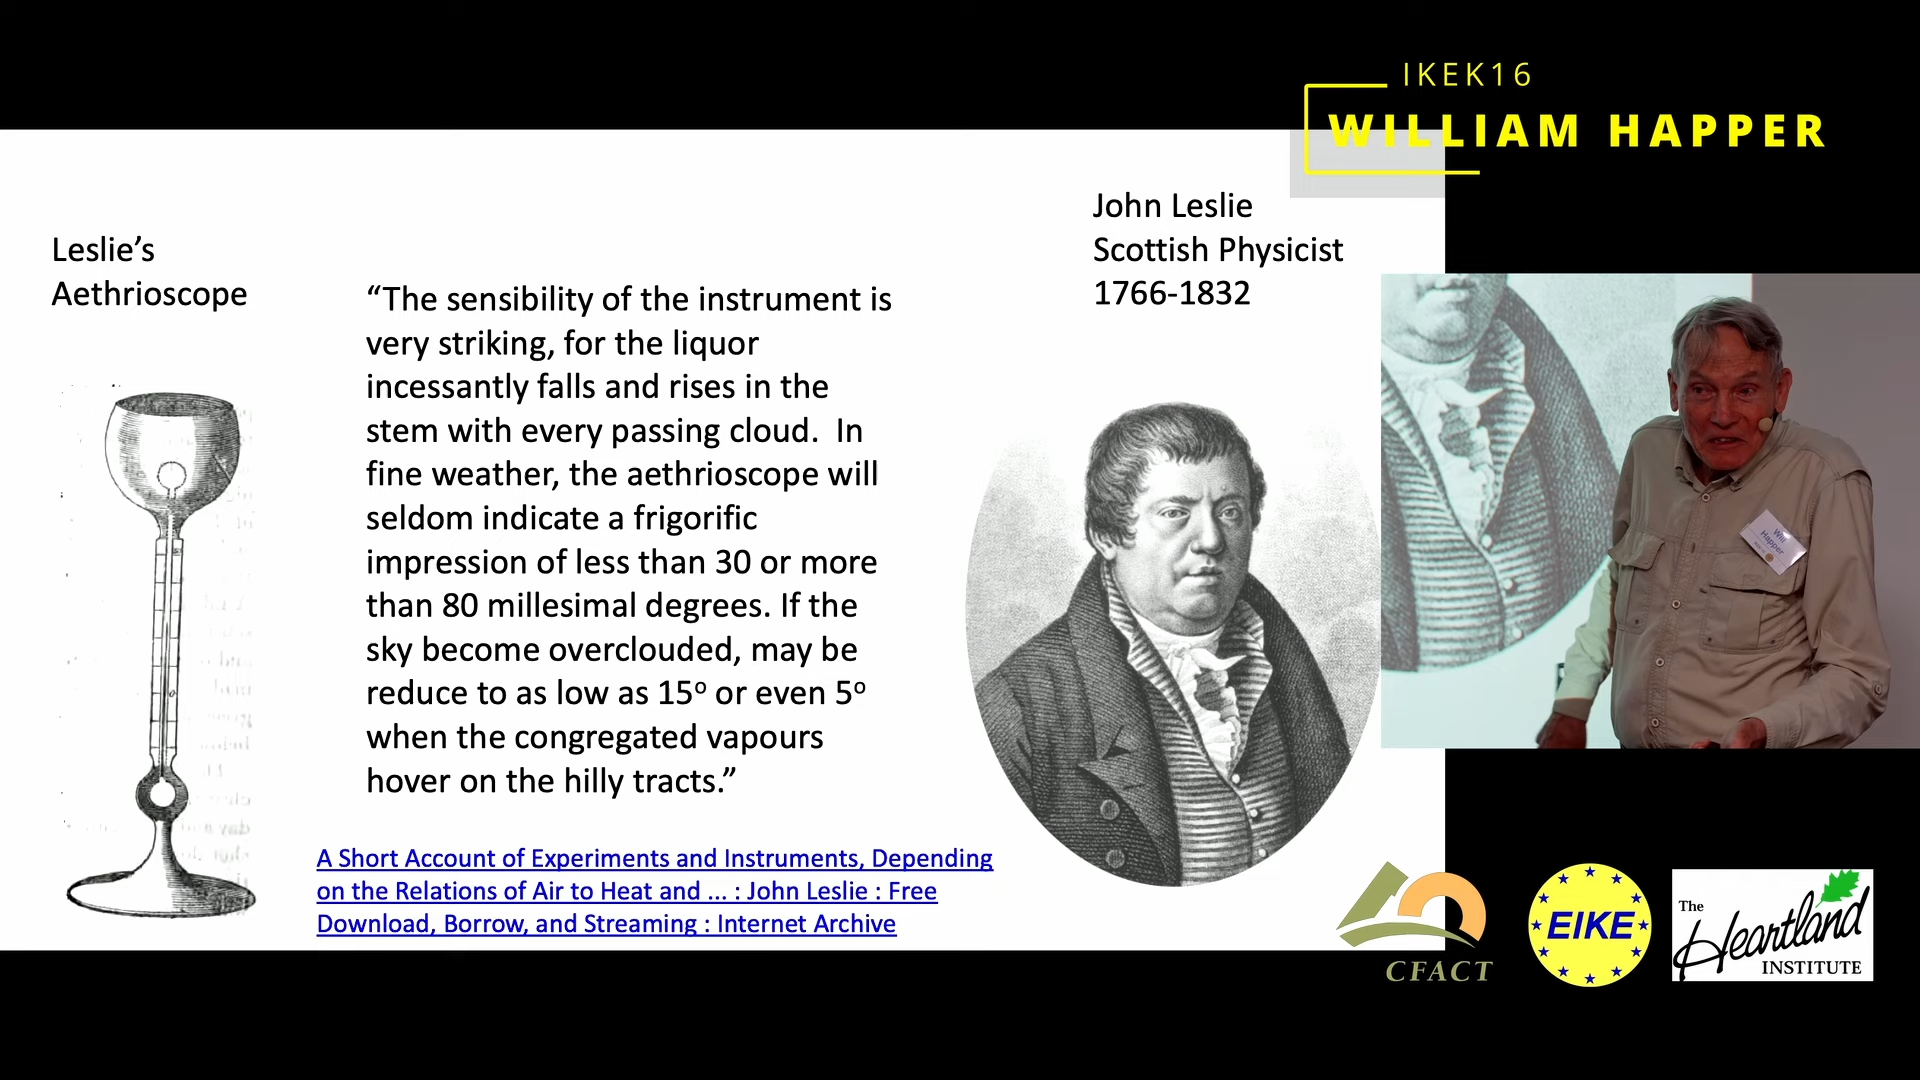 IKEK16
WILLIAM HAPPER
Leslie’s
Aethrioscope
“The sensibility of the instrument is
very striking, for the liquor
incessantly falls and rises in the
stem with every passing cloud.  In
fine weather, the aethrioscope will
seldom indicate a frigorific
impression of less than 30 or more
than 80 millesimal degrees. If the
sky become overclouded, may be
reduce to as low as 15º or even 5º
when the congregated vapours
hover on the hilly tracts.”
A Short Account of Experiments and Instruments, Depending
on the Relations of Air to Heat and ... : John Leslie : Free
Download, Borrow, and Streaming : Internet Archive
John Leslie
Scottish Physicist
1766-1832
Will
Happer
CFACT
EIKE
The
Heartland
INSTITUTE